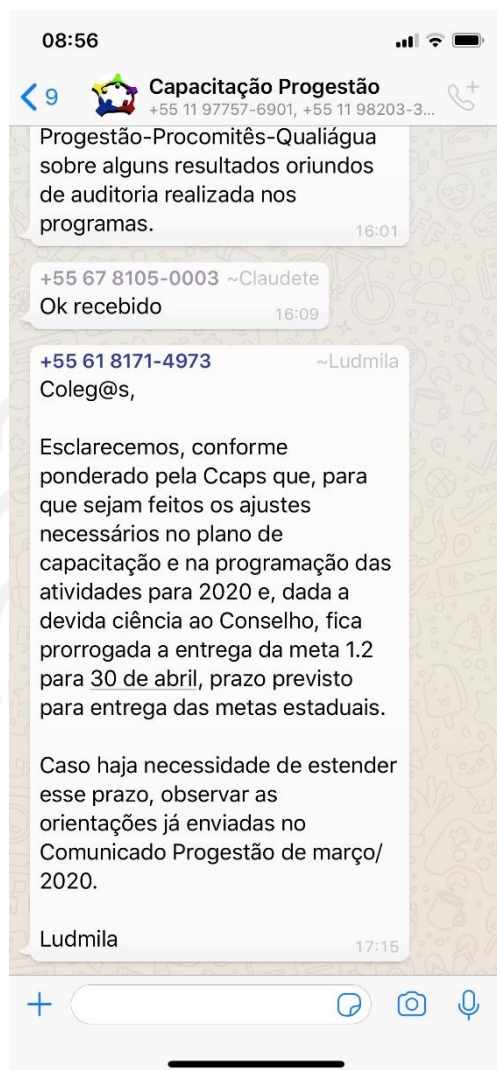 08:56
9
Capacitação Progestão
+55 11 97757-6901, +55 11 98203-3...
Progestão-Procomitês-Qualiágua
sobre alguns resultados oriundos
de auditoria realizada nos
programas.
16:01
+55 67 8105-0003 ~Claudete
Ok recebido
16:09
+55 61 8171-4973 ~Ludmila
Coleg@s,
Esclarecemos, conforme
ponderado pela Ccaps que, para
que sejam feitos os ajustes
necessários no plano de
capacitação e na programação das
atividades para 2020 e, dada a
devida ciência ao Conselho, fica
prorrogada a entrega da meta 1.2
para 30 de abril, prazo previsto
para entrega das metas estaduais.
Caso haja necessidade de estender
esse prazo, observar as
orientações já enviadas no
Comunicado Progestão de março/
2020.
Ludmila
17:15